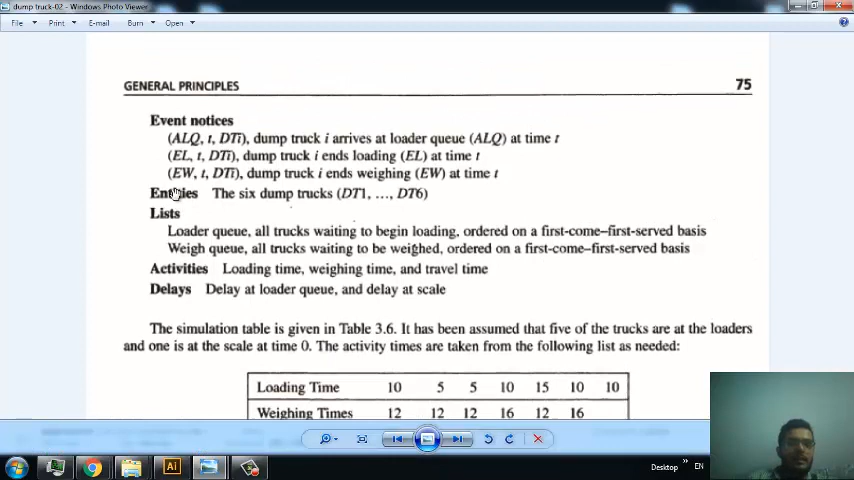 dump truck-02 - Windows Photo Viewer
File Print E-mail Burn Open
GENERAL PRINCIPLES 75
Event notices
(ALQ, t, DTi), dump truck i arrives at loader queue (ALQ) at time t
(EL, t, DTi), dump truck i ends loading (EL) at time t
(EW, t, DTi), dump truck i ends weighing (EW) at time t
Entities The six dump trucks (DT1, ..., DT6)
Lists
Loader queue, all trucks waiting to begin loading, ordered on a first-come–first-served basis
Weigh queue, all trucks waiting to be weighed, ordered on a first-come–first-served basis
Activities Loading time, weighing time, and travel time
Delays Delay at loader queue, and delay at scale
The simulation table is given in Table 3.6. It has been assumed that five of the trucks are at the loaders
and one is at the scale at time 0. The activity times are taken from the following list as needed:
Loading Time 10 5 5 10 15 10 10
Weighing Times 12 12 12 16 12 16
Ai Desktop » EN